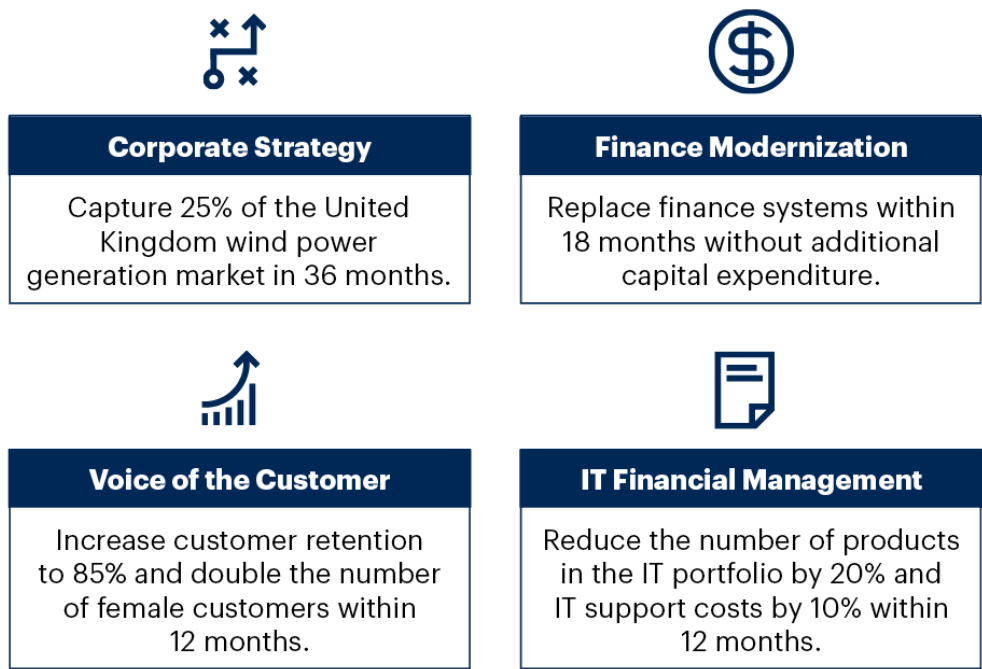 Corporate Strategy
Capture 25% of the United
Kingdom wind power
generation market in 36 months.
Finance Modernization
Replace finance systems within
18 months without additional
capital expenditure.
Voice of the Customer
Increase customer retention
to 85% and double the number
of female customers within
12 months.
IT Financial Management
Reduce the number of products
in the IT portfolio by 20% and
IT support costs by 10% within
12 months.